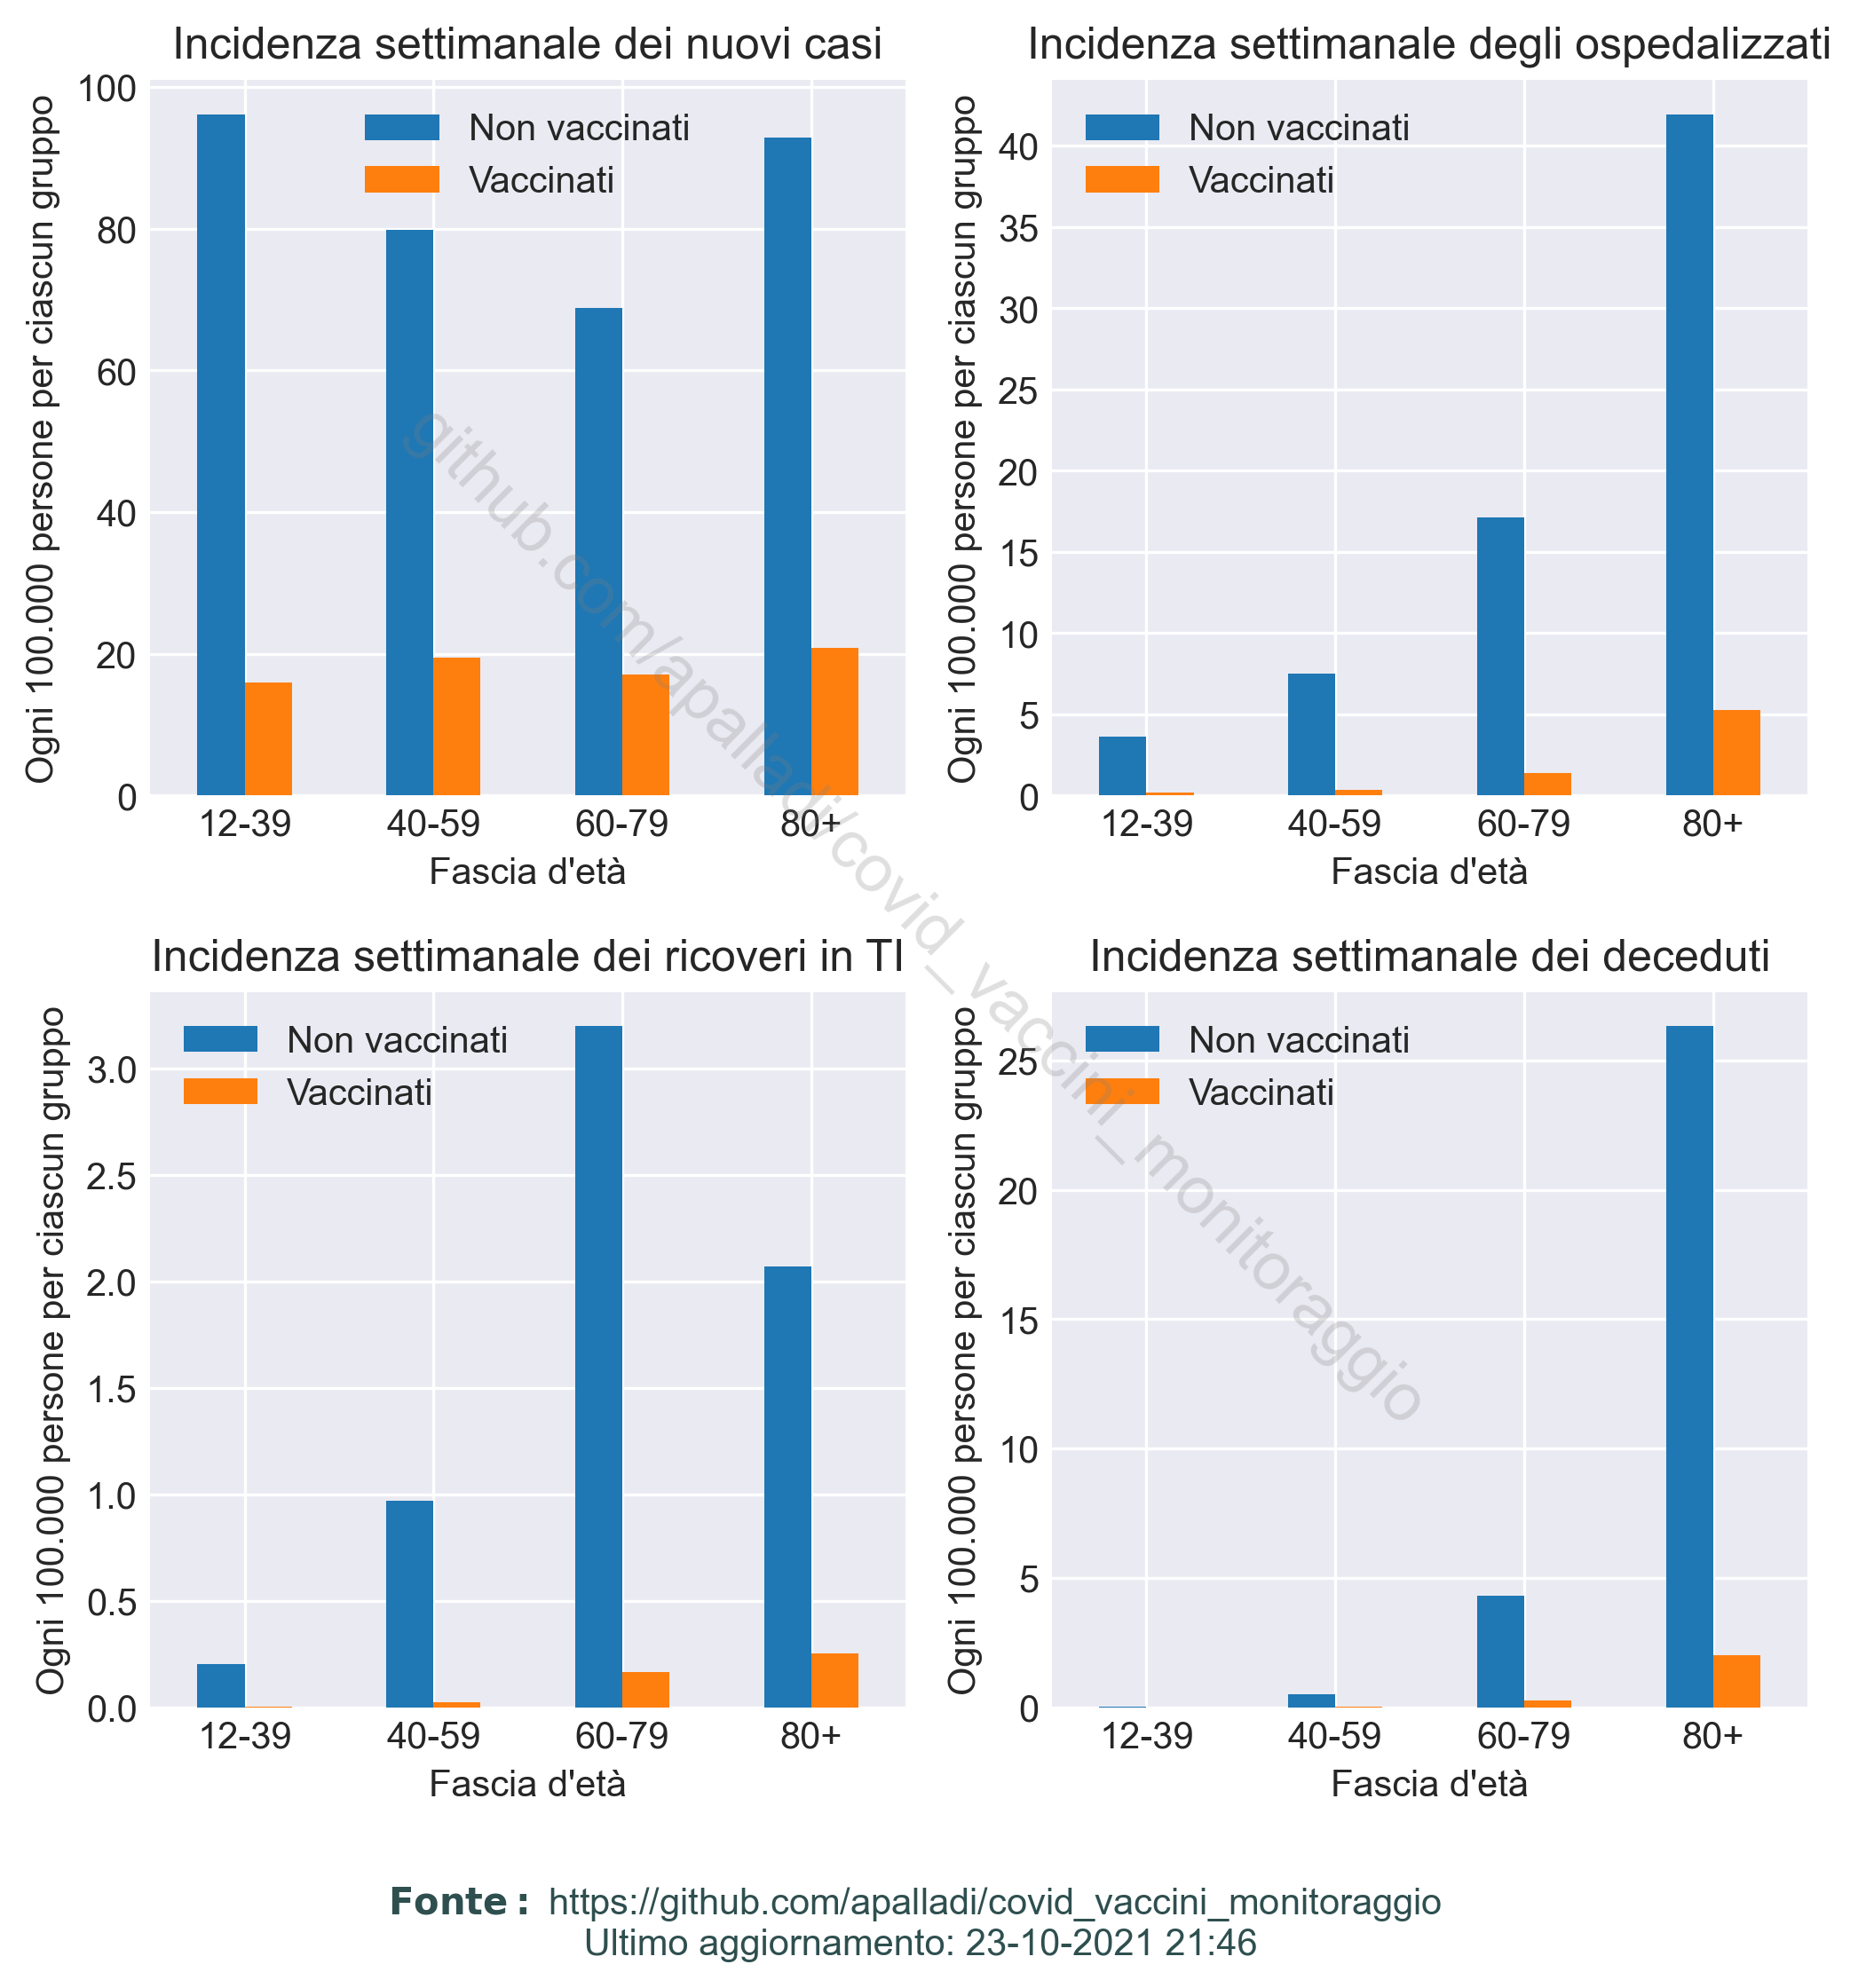 Incidenza settimanale dei nuovi casi
Ogni 100.000 persone per ciascun gruppo
100
80
60
40
20
0
Non vaccinati
Vaccinati
12-39 40-59 60-79 80+
Fascia d'età
Incidenza settimanale degli ospedalizzati
Ogni 100.000 persone per ciascun gruppo
40
35
30
25
20
15
10
5
0
Non vaccinati
Vaccinati
12-39 40-59 60-79 80+
Fascia d'età
Incidenza settimanale dei ricoveri in TI
Ogni 100.000 persone per ciascun gruppo
3.0
2.5
2.0
1.5
1.0
0.5
0.0
Non vaccinati
Vaccinati
12-39 40-59 60-79 80+
Fascia d'età
Incidenza settimanale dei deceduti
Ogni 100.000 persone per ciascun gruppo
25
20
15
10
5
0
Non vaccinati
Vaccinati
12-39 40-59 60-79 80+
Fascia d'età
github.com/apalladi/covid_vaccini_monitoraggio
Fonte: https://github.com/apalladi/covid_vaccini_monitoraggio
Ultimo aggiornamento: 23-10-2021 21:46